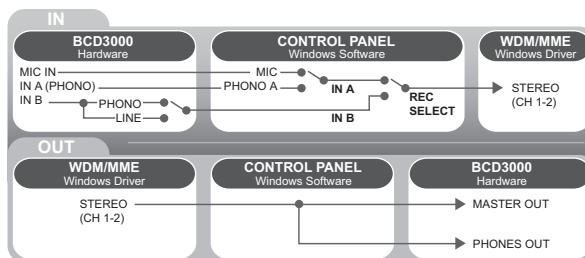 IN
BCD3000
Hardware
CONTROL PANEL
Windows Software
WDM/MME
Windows Driver
MIC IN
MIC
IN A (PHONO)
PHONO A
IN A
STEREO
(CH 1-2)
IN B
PHONO
REC
SELECT
LINE
IN B
OUT
WDM/MME
Windows Driver
CONTROL PANEL
Windows Software
BCD3000
Hardware
STEREO
(CH 1-2)
MASTER OUT
PHONES OUT